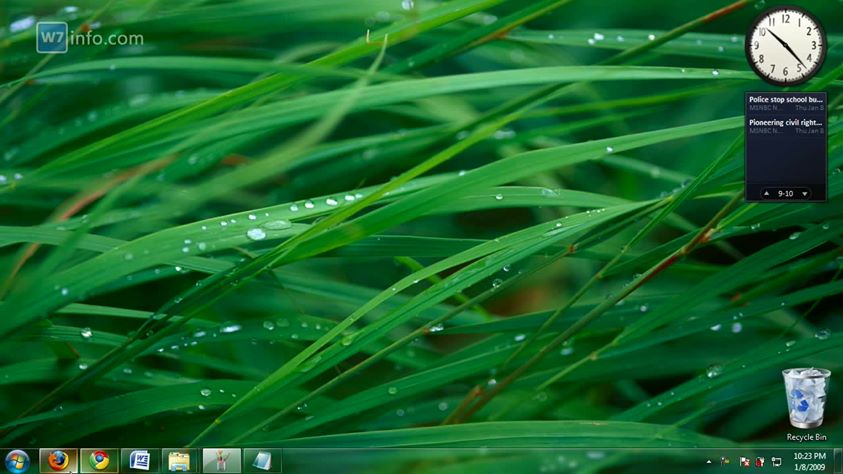 W7info.com
12
1
2
3
4
5
6
7
8
9
10
11
Police stop school bu...
MSNBC N... Thu Jan 8
Pioneering civil right...
MSNBC N... Thu Jan 8
9-10
Recycle Bin
10:23 PM
1/8/2009